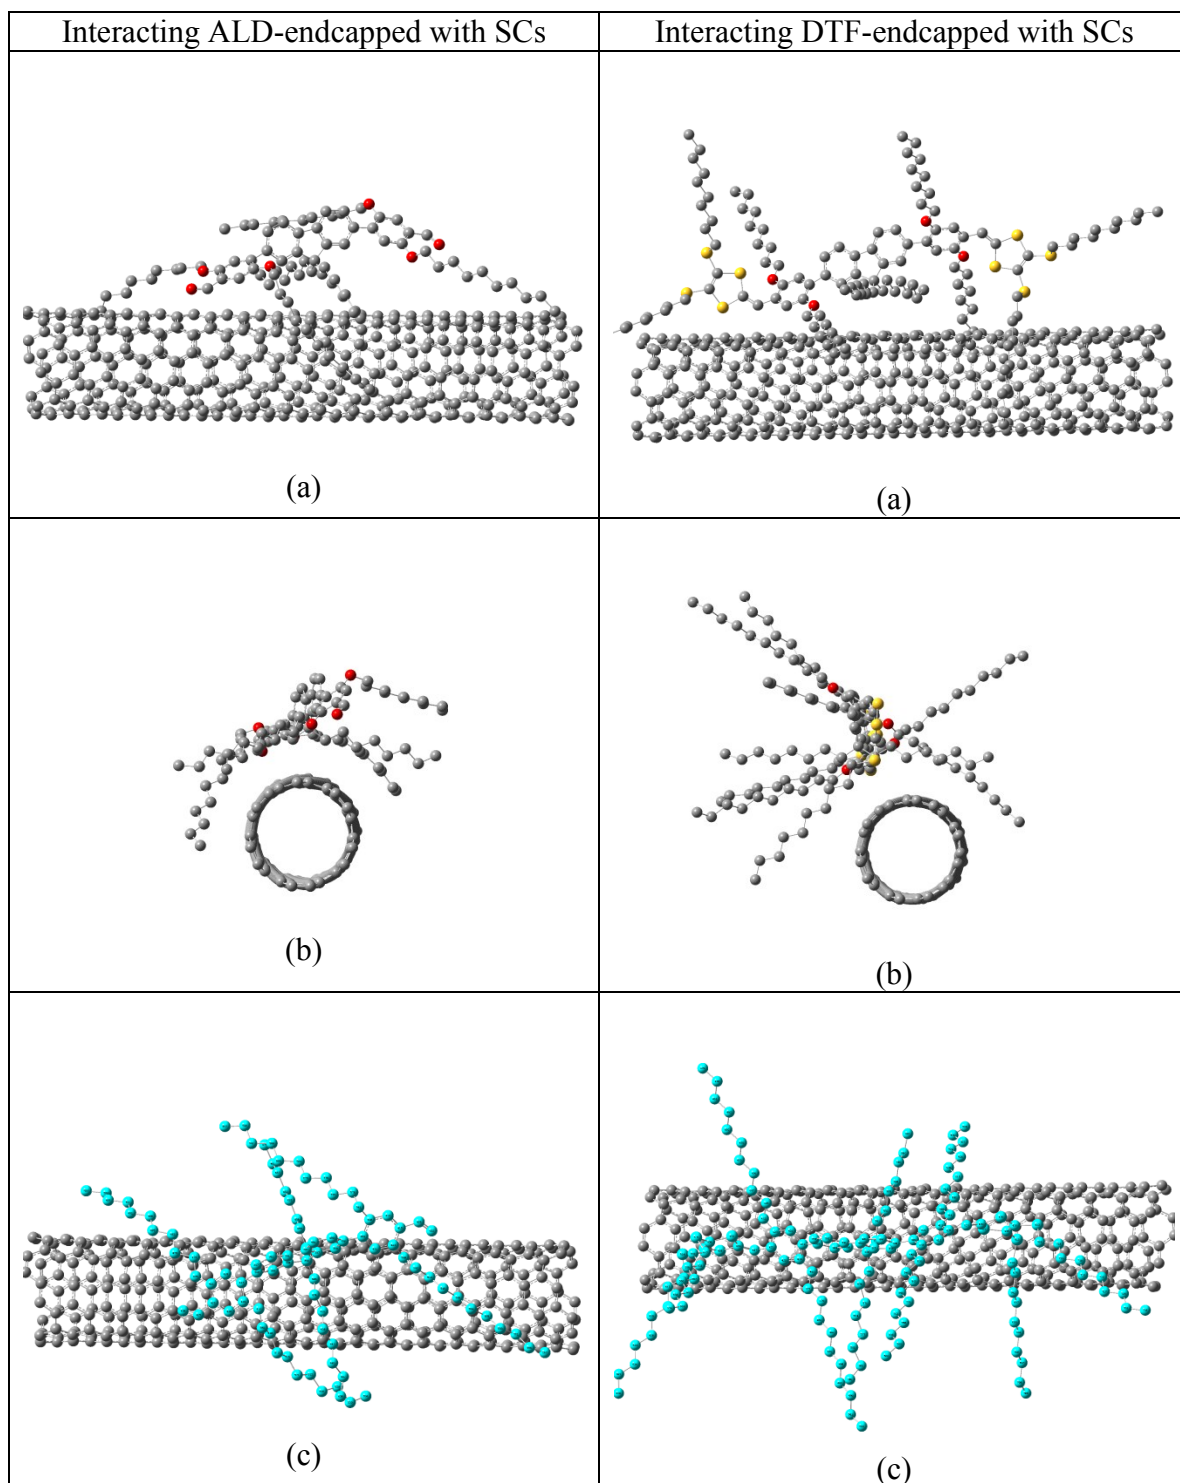 Interacting ALD-endcapped with SCs
Interacting DTF-endcapped with SCs
(a)
(a)
(b)
(b)
(c)
(c)